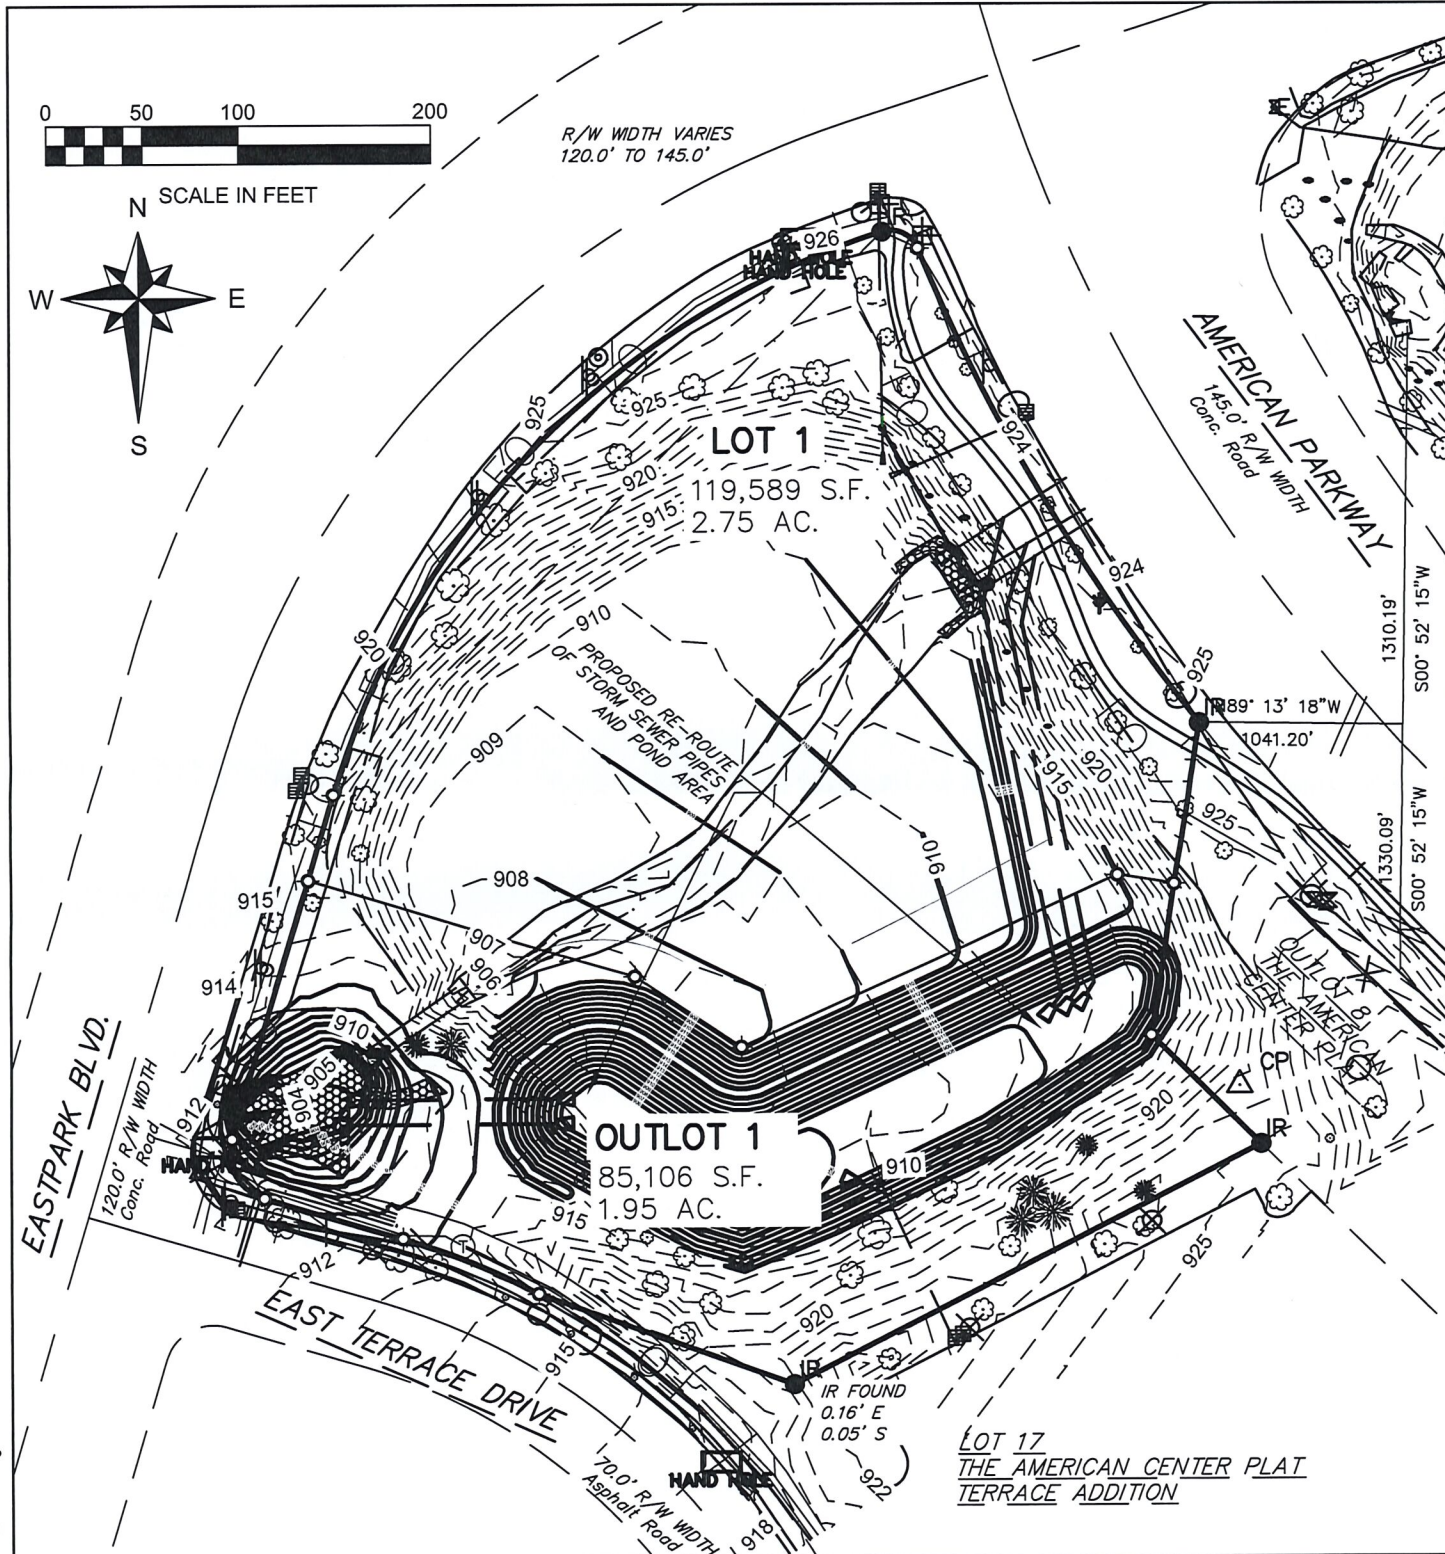 0 50 100 200
SCALE IN FEET
N
W E
S
R/W WIDTH VARIES
120.0' TO 145.0'
IR
926
HAND HOLE
HAND HOLE
AMERICAN PARKWAY
145.0' R/W WIDTH
Conc. Road
925
925
924
LOT 1
119,589 S.F.
2.75 AC.
920
915
924
910
920
PROPOSED RE-ROUTE
OF STORM SEWER PIPES
AND POND AREA
909
925
IR
89° 13' 18"W
1041.20'
1310.19'
S00° 52' 15"W
1330.09'
S00° 52' 15"W
920
915
925
910
908
915
907
906
914
910
905
904
912
OUTLOT 8
THE AMERICAN
CENTER PLAT
CP
IR
920
EASTPARK BLVD.
120.0' R/W WIDTH
Conc. Road
HAND HOLE
OUTLOT 1
85,106 S.F.
1.95 AC.
910
915
925
912
920
EAST TERRACE DRIVE
915
IR
IR FOUND
0.16' E
0.05' S
70.0' R/W WIDTH
Asphalt Road
HAND HOLE
922
918
LOT 17
THE AMERICAN CENTER PLAT
TERRACE ADDITION